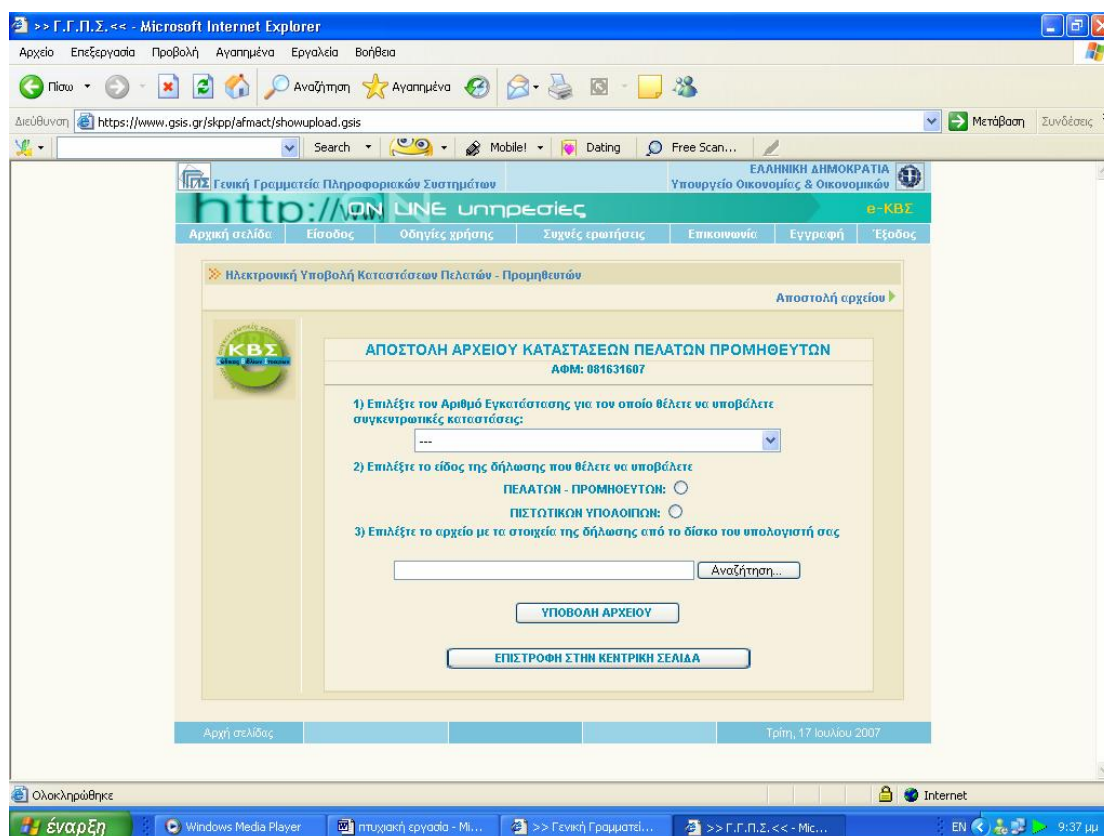 >> Γ.Γ.Π.Σ. << - Microsoft Internet Explorer
Αρχείο Επεξεργασία Προβολή Αγαπημένα Εργαλεία Βοήθεια
Πίσω Αναζήτηση Αγαπημένα
Διεύθυνση https://www.gsis.gr/skpp/afmact/showupload.gsis Μετάβαση Συνδέσεις
Search Mobile! Dating Free Scan...
ΓΓΠΣ Γενική Γραμματεία Πληροφοριακών Συστημάτων
ΕΛΛΗΝΙΚΗ ΔΗΜΟΚΡΑΤΙΑ
Υπουργείο Οικονομίας & Οικονομικών
http://www ON LINE υπηρεσίες e-ΚΒΣ
Αρχική σελίδα Είσοδος Οδηγίες χρήσης Συχνές ερωτήσεις Επικοινωνία Εγγραφή Έξοδος
Ηλεκτρονική Υποβολή Καταστάσεων Πελατών - Προμηθευτών
Αποστολή αρχείου
ΚΒΣ
ΑΠΟΣΤΟΛΗ ΑΡΧΕΙΟΥ ΚΑΤΑΣΤΑΣΕΩΝ ΠΕΛΑΤΩΝ ΠΡΟΜΗΘΕΥΤΩΝ
ΑΦΜ: 081631607
1) Επιλέξτε τον Αριθμό Εγκατάστασης για τον οποίο θέλετε να υποβάλετε
συγκεντρωτικές καταστάσεις:
---
2) Επιλέξτε το είδος της δήλωσης που θέλετε να υποβάλετε
ΠΕΛΑΤΩΝ - ΠΡΟΜΗΘΕΥΤΩΝ:
ΠΙΣΤΩΤΙΚΩΝ ΥΠΟΛΟΙΠΩΝ:
3) Επιλέξτε το αρχείο με τα στοιχεία της δήλωσης από το δίσκο του υπολογιστή σας
Αναζήτηση...
ΥΠΟΒΟΛΗ ΑΡΧΕΙΟΥ
ΕΠΙΣΤΡΟΦΗ ΣΤΗΝ ΚΕΝΤΡΙΚΗ ΣΕΛΙΔΑ
Αρχή σελίδας Τρίτη, 17 Ιουλίου 2007
Ολοκληρώθηκε Internet
έναρξη Windows Media Player πτυχιακή εργασία - Mi... >> Γενική Γραμματεί... >> Γ.Γ.Π.Σ. << - Mic... EN 9:37 μμ